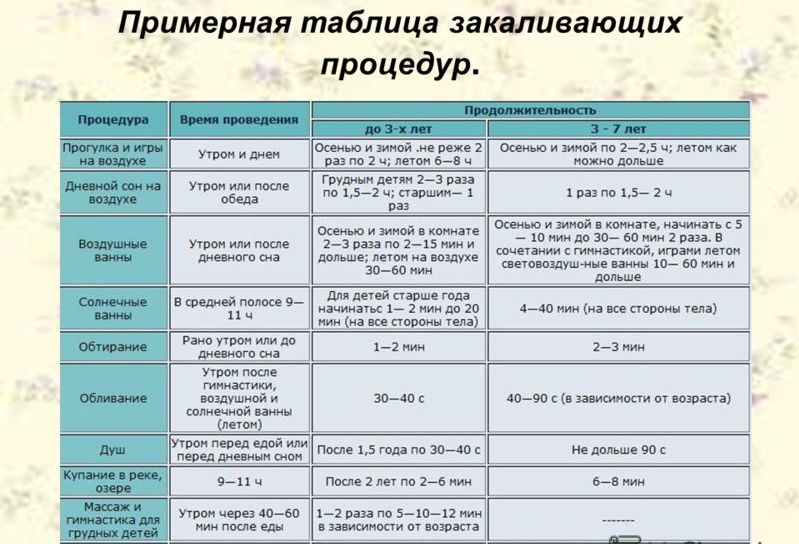 Примерная таблица закаливающих
процедур.
Процедура
Время проведения
Продолжительность
до 3-х лет
3 - 7 лет
Прогулка и игры
на воздухе
Утром и днем
Осенью и зимой .не реже 2
раз по 2 ч; летом 6—8 ч
Осенью и зимой по 2—2,5 ч; летом как
можно дольше
Дневной сон на
воздухе
Утром или после
обеда
Грудным детям 2—3 раза
по 1,5—2 ч; старшим— 1
раз
1 раз по 1,5— 2 ч
Воздушные
ванны
Утром или после
дневного сна
Осенью и зимой в комнате
2—3 раза по 2—15 мин и
дольше; летом на воздухе
30—60 мин
Осенью и зимой в комнате, начинать с 5
— 10 мин до 30— 60 мин 2 раза. В
сочетании с гимнастикой, играми летом
световоздуш-ные ванны 10— 60 мин и
дольше
Солнечные
ванны
В средней полосе 9—
11 ч
Для детей старше года
начинатьс 1— 2 мин до 20
мин (на все стороны тела)
4—40 мин (на все стороны тела)
Обтирание
Рано утром или до
дневного сна
1—2 мин
2—3 мин
Обливание
Утром после
гимнастики,
воздушной и
солнечной ванны
(летом)
30—40 с
40—90 с (в зависимости от возраста)
Душ
Утром перед едой или
перед дневным сном
После 1,5 года по 30—40 с
Не дольше 90 с
Купание в реке,
озере
9—11 ч
После 2 лет по 2—6 мин
6—8 мин
Массаж и
гимнастика для
грудных детей
Утром через 40—60
мин после еды
1—2 раза по 5—10—12 мин
в зависимости от возраста
-------